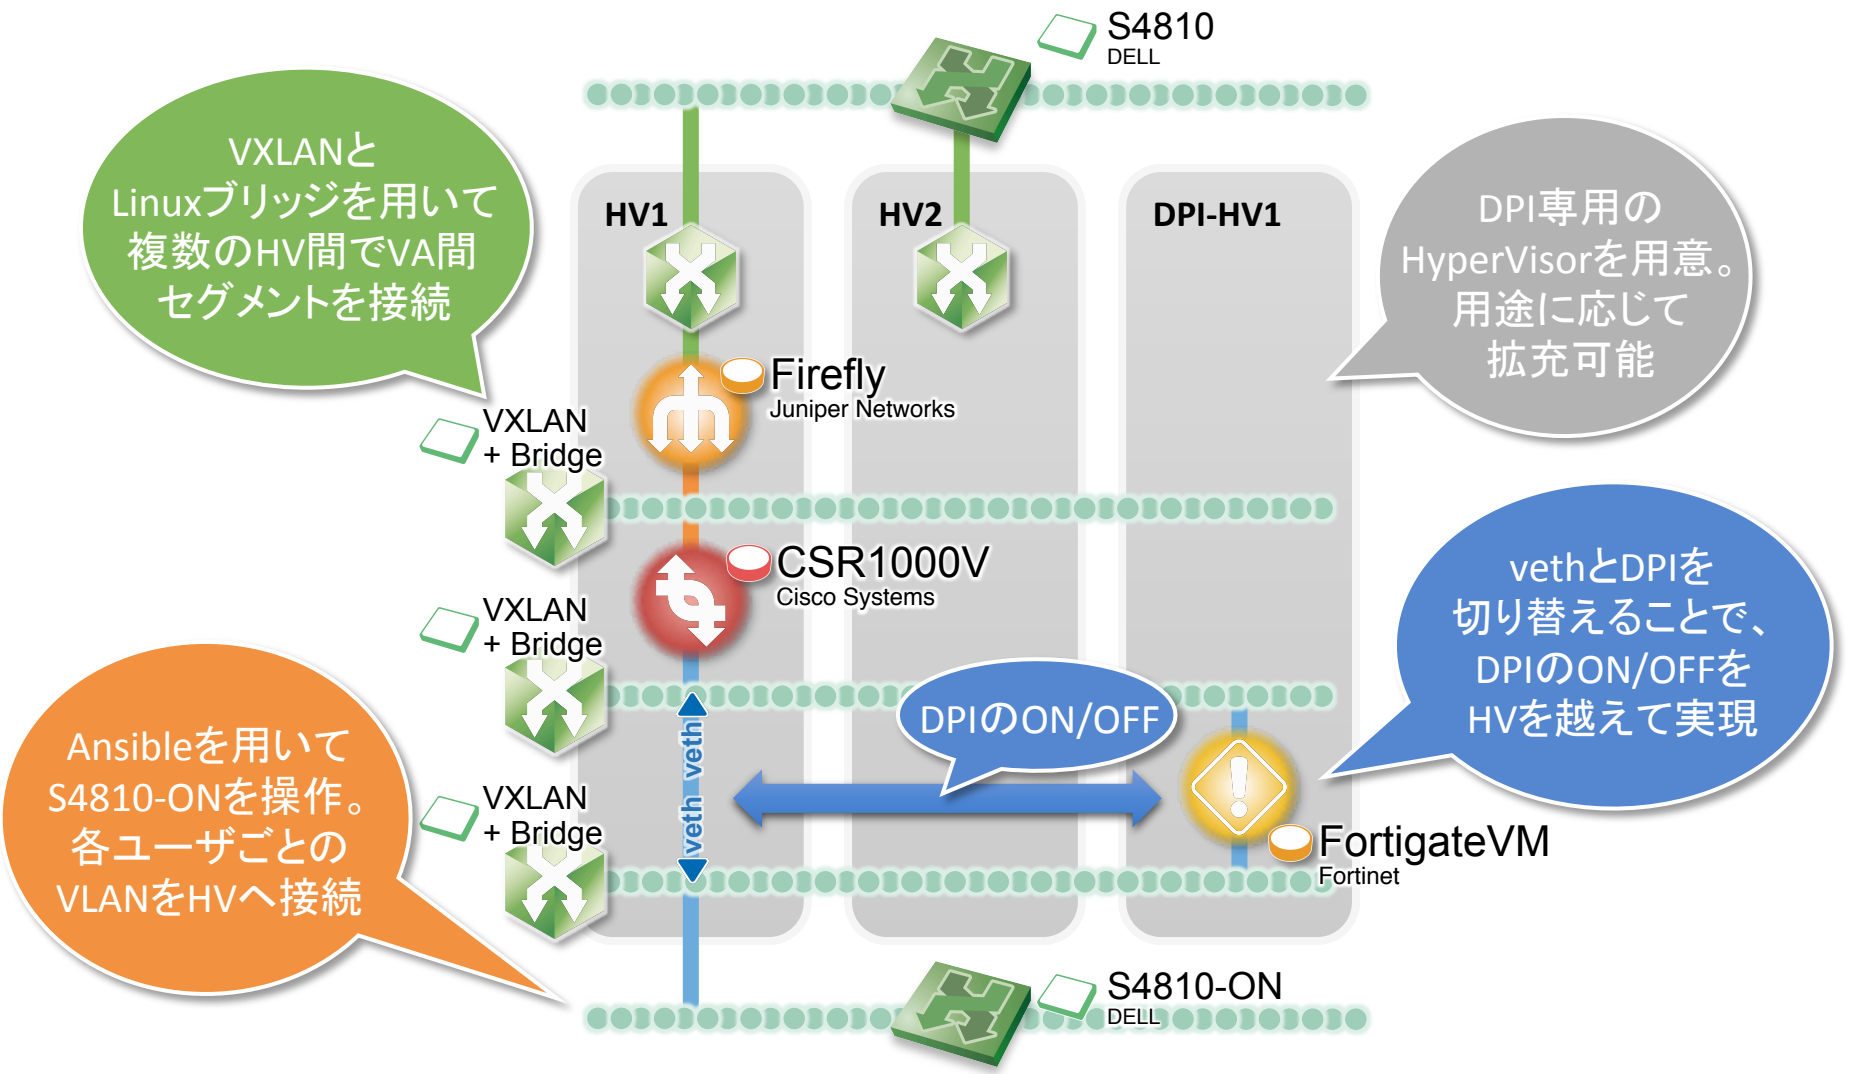 S4810
DELL
VXLANと
Linuxブリッジを用いて
複数のHV間でVA間
セグメントを接続
HV1
HV2
DPI-HV1
DPI専用の
HyperVisorを用意。
用途に応じて
拡充可能
Firefly
Juniper Networks
VXLAN
+ Bridge
CSR1000V
Cisco Systems
vethとDPIを
切り替えることで、
DPIのON/OFFを
HVを越えて実現
VXLAN
+ Bridge
DPIのON/OFF
veth
veth
Ansibleを用いて
S4810-ONを操作。
各ユーザごとの
VLANをHVへ接続
VXLAN
+ Bridge
FortigateVM
Fortinet
S4810-ON
DELL